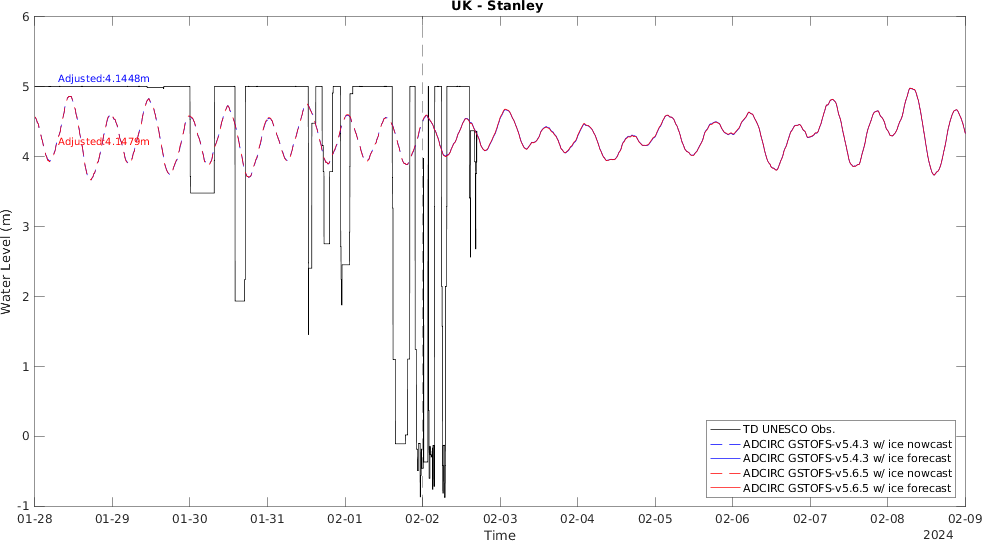 UK - Stanley
6
5
4
3
2
1
0
-1
Water Level (m)
Adjusted:4.1448m
Adjusted:4.1479m
TD UNESCO Obs.
ADCIRC GSTOFS-v5.4.3 w/ ice nowcast
ADCIRC GSTOFS-v5.4.3 w/ ice forecast
ADCIRC GSTOFS-v5.6.5 w/ ice nowcast
ADCIRC GSTOFS-v5.6.5 w/ ice forecast
01-28 01-29 01-30 01-31 02-01 02-02 02-03 02-04 02-05 02-06 02-07 02-08 02-09
Time
2024